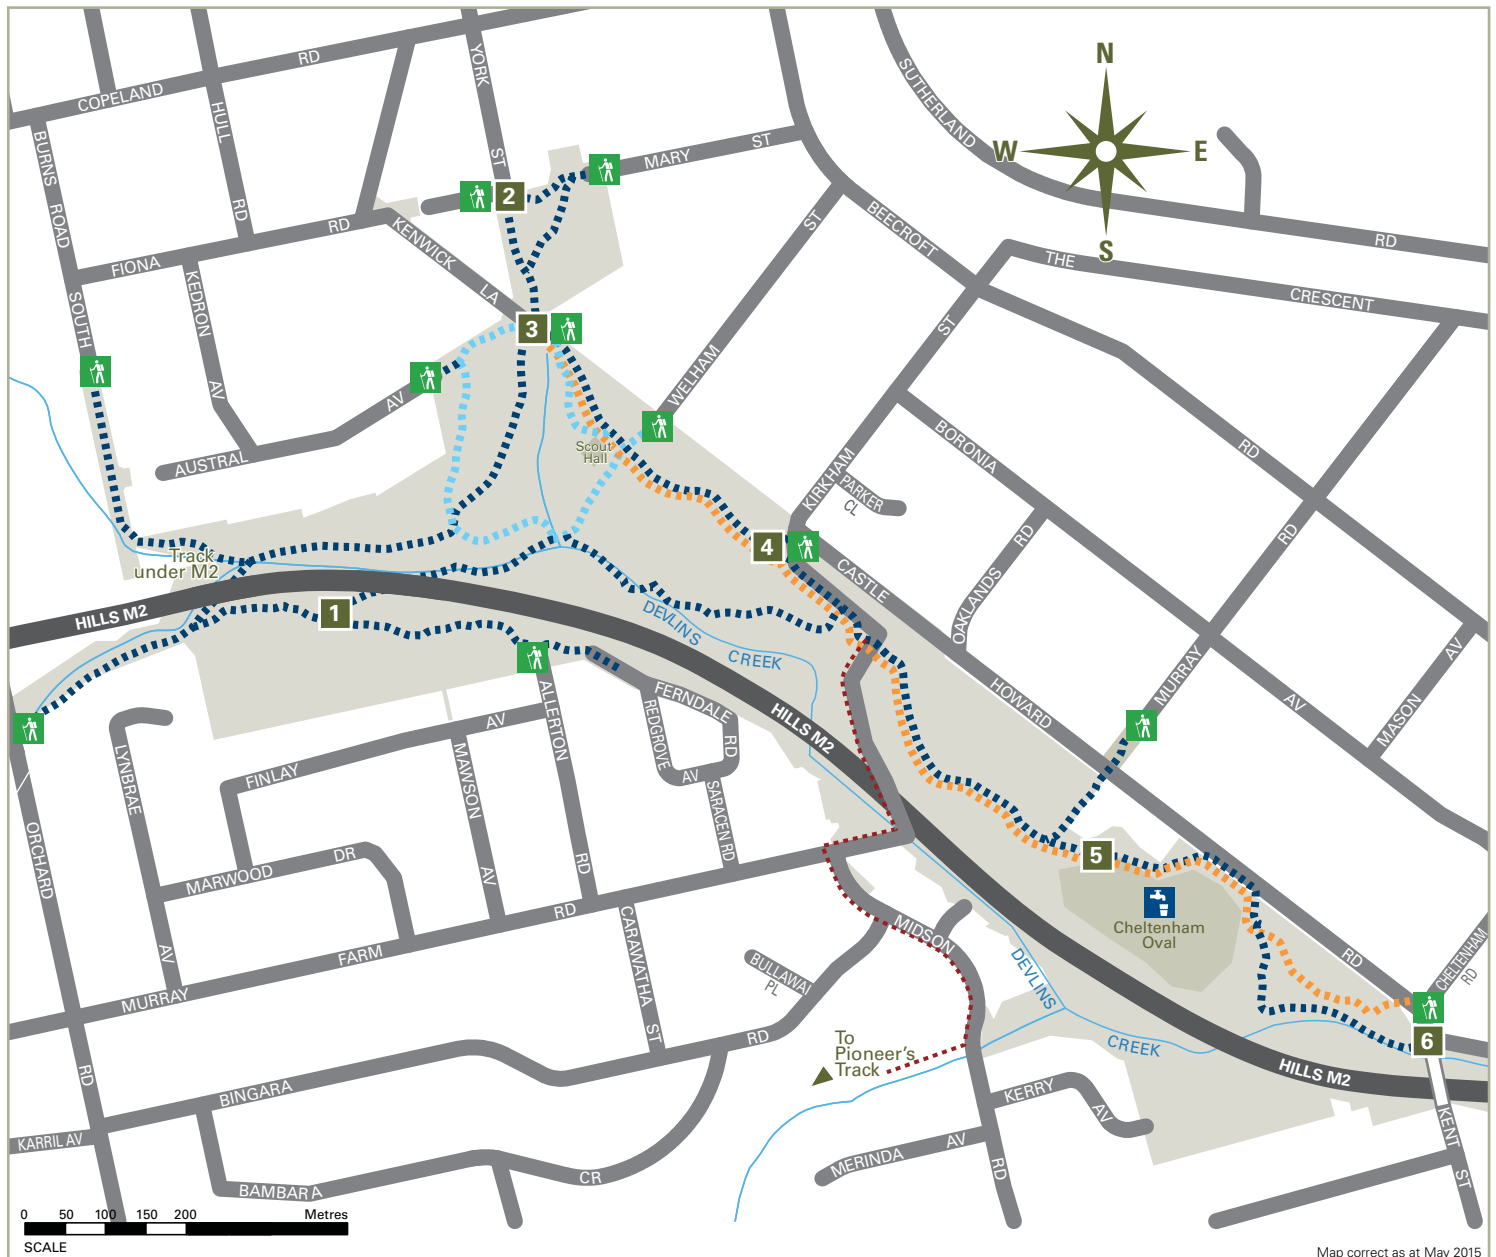 COPELAND
RD
YORK
ST
HULL
RD
BURNS
ROAD
SOUTH
FIONA
RD
KENWICK
LA
KEDRON
AV
AUSTRAL
AV
2
MARY
ST
3
SUTHERLAND
RD
N
W
E
S
BEECROFT
RD
THE
CRESCENT
WELHAM
ST
KIRKHAM
ST
PARKER
CL
BORONIA
AV
OAKLANDS
RD
CASTLE
HOWARD
RD
MURRAY
RD
MASON
AV
Scout
Hall
4
Track
under M2
HILLS M2
1
DEVLINS
CREEK
HILLS M2
ALLERTON
RD
FERNDALE
RD
REDGROVE
AV
SARACEN RD
LYNBRAE
AV
FINLAY
AV
MAWSON
AV
MARWOOD
DR
ORCHARD
RD
MURRAY
FARM
RD
CARAWATHA
ST
BULLAWAI
PL
MIDSON
RD
5
Cheltenham
Oval
CHELTENHAM
RD
6
DEVLINS
CREEK
HILLS M2
KENT
ST
To
Pioneer's
Track
KERRY
AV
MERINDA
AV
BINGARA
RD
KARRIL AV
BAMBARA
CR
0 50 100 150 200 Metres
SCALE
Map correct as at May 2015